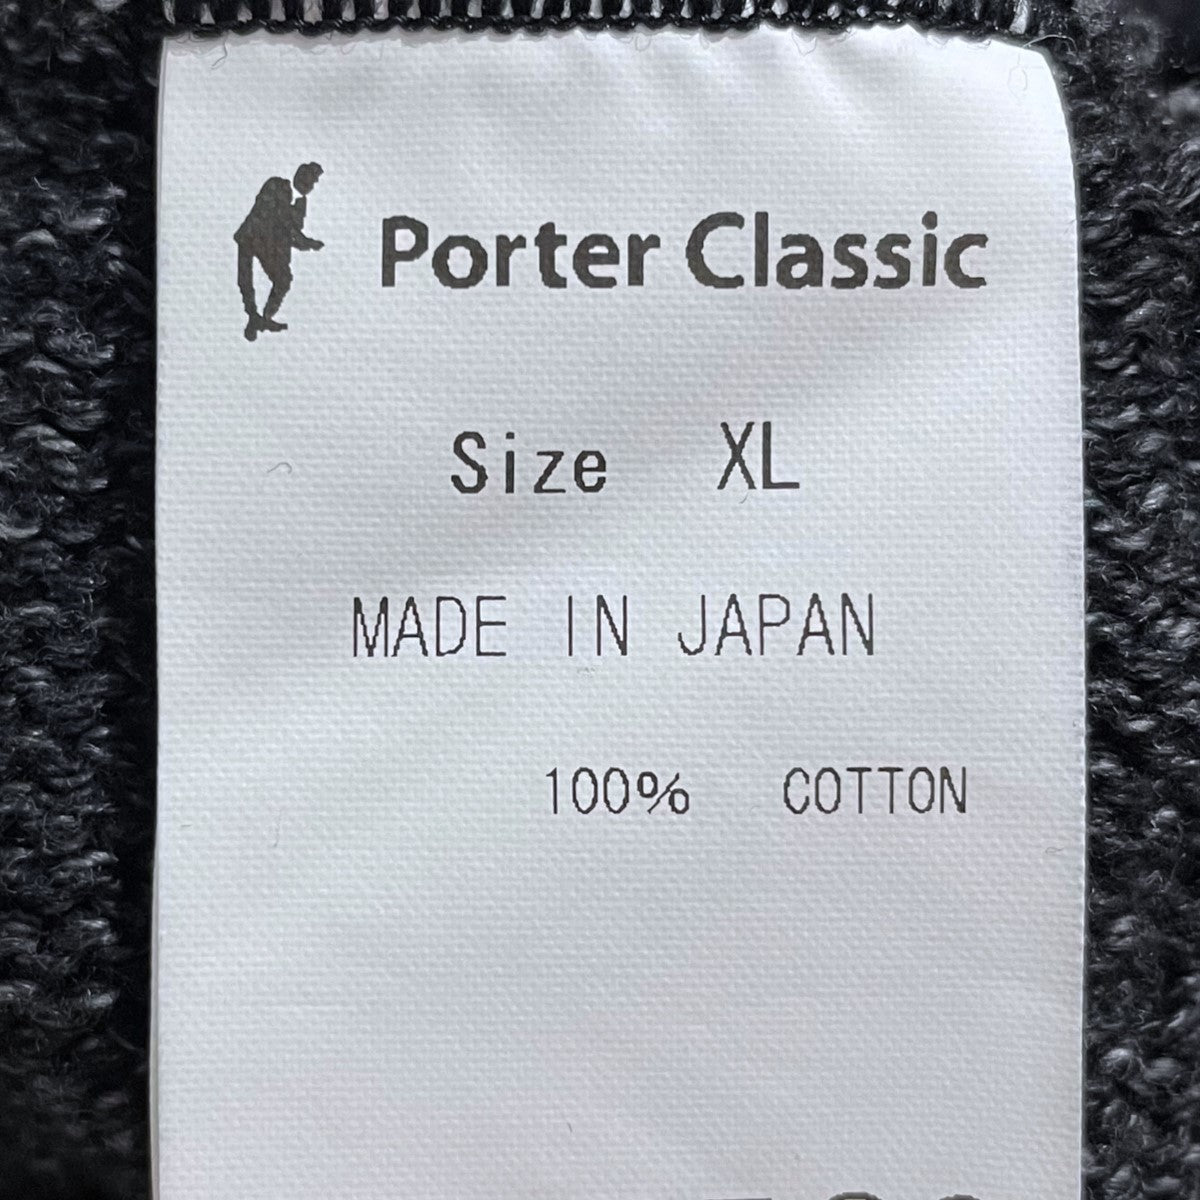 Porter Classic
Size XL
MADE IN JAPAN
100% COTTON